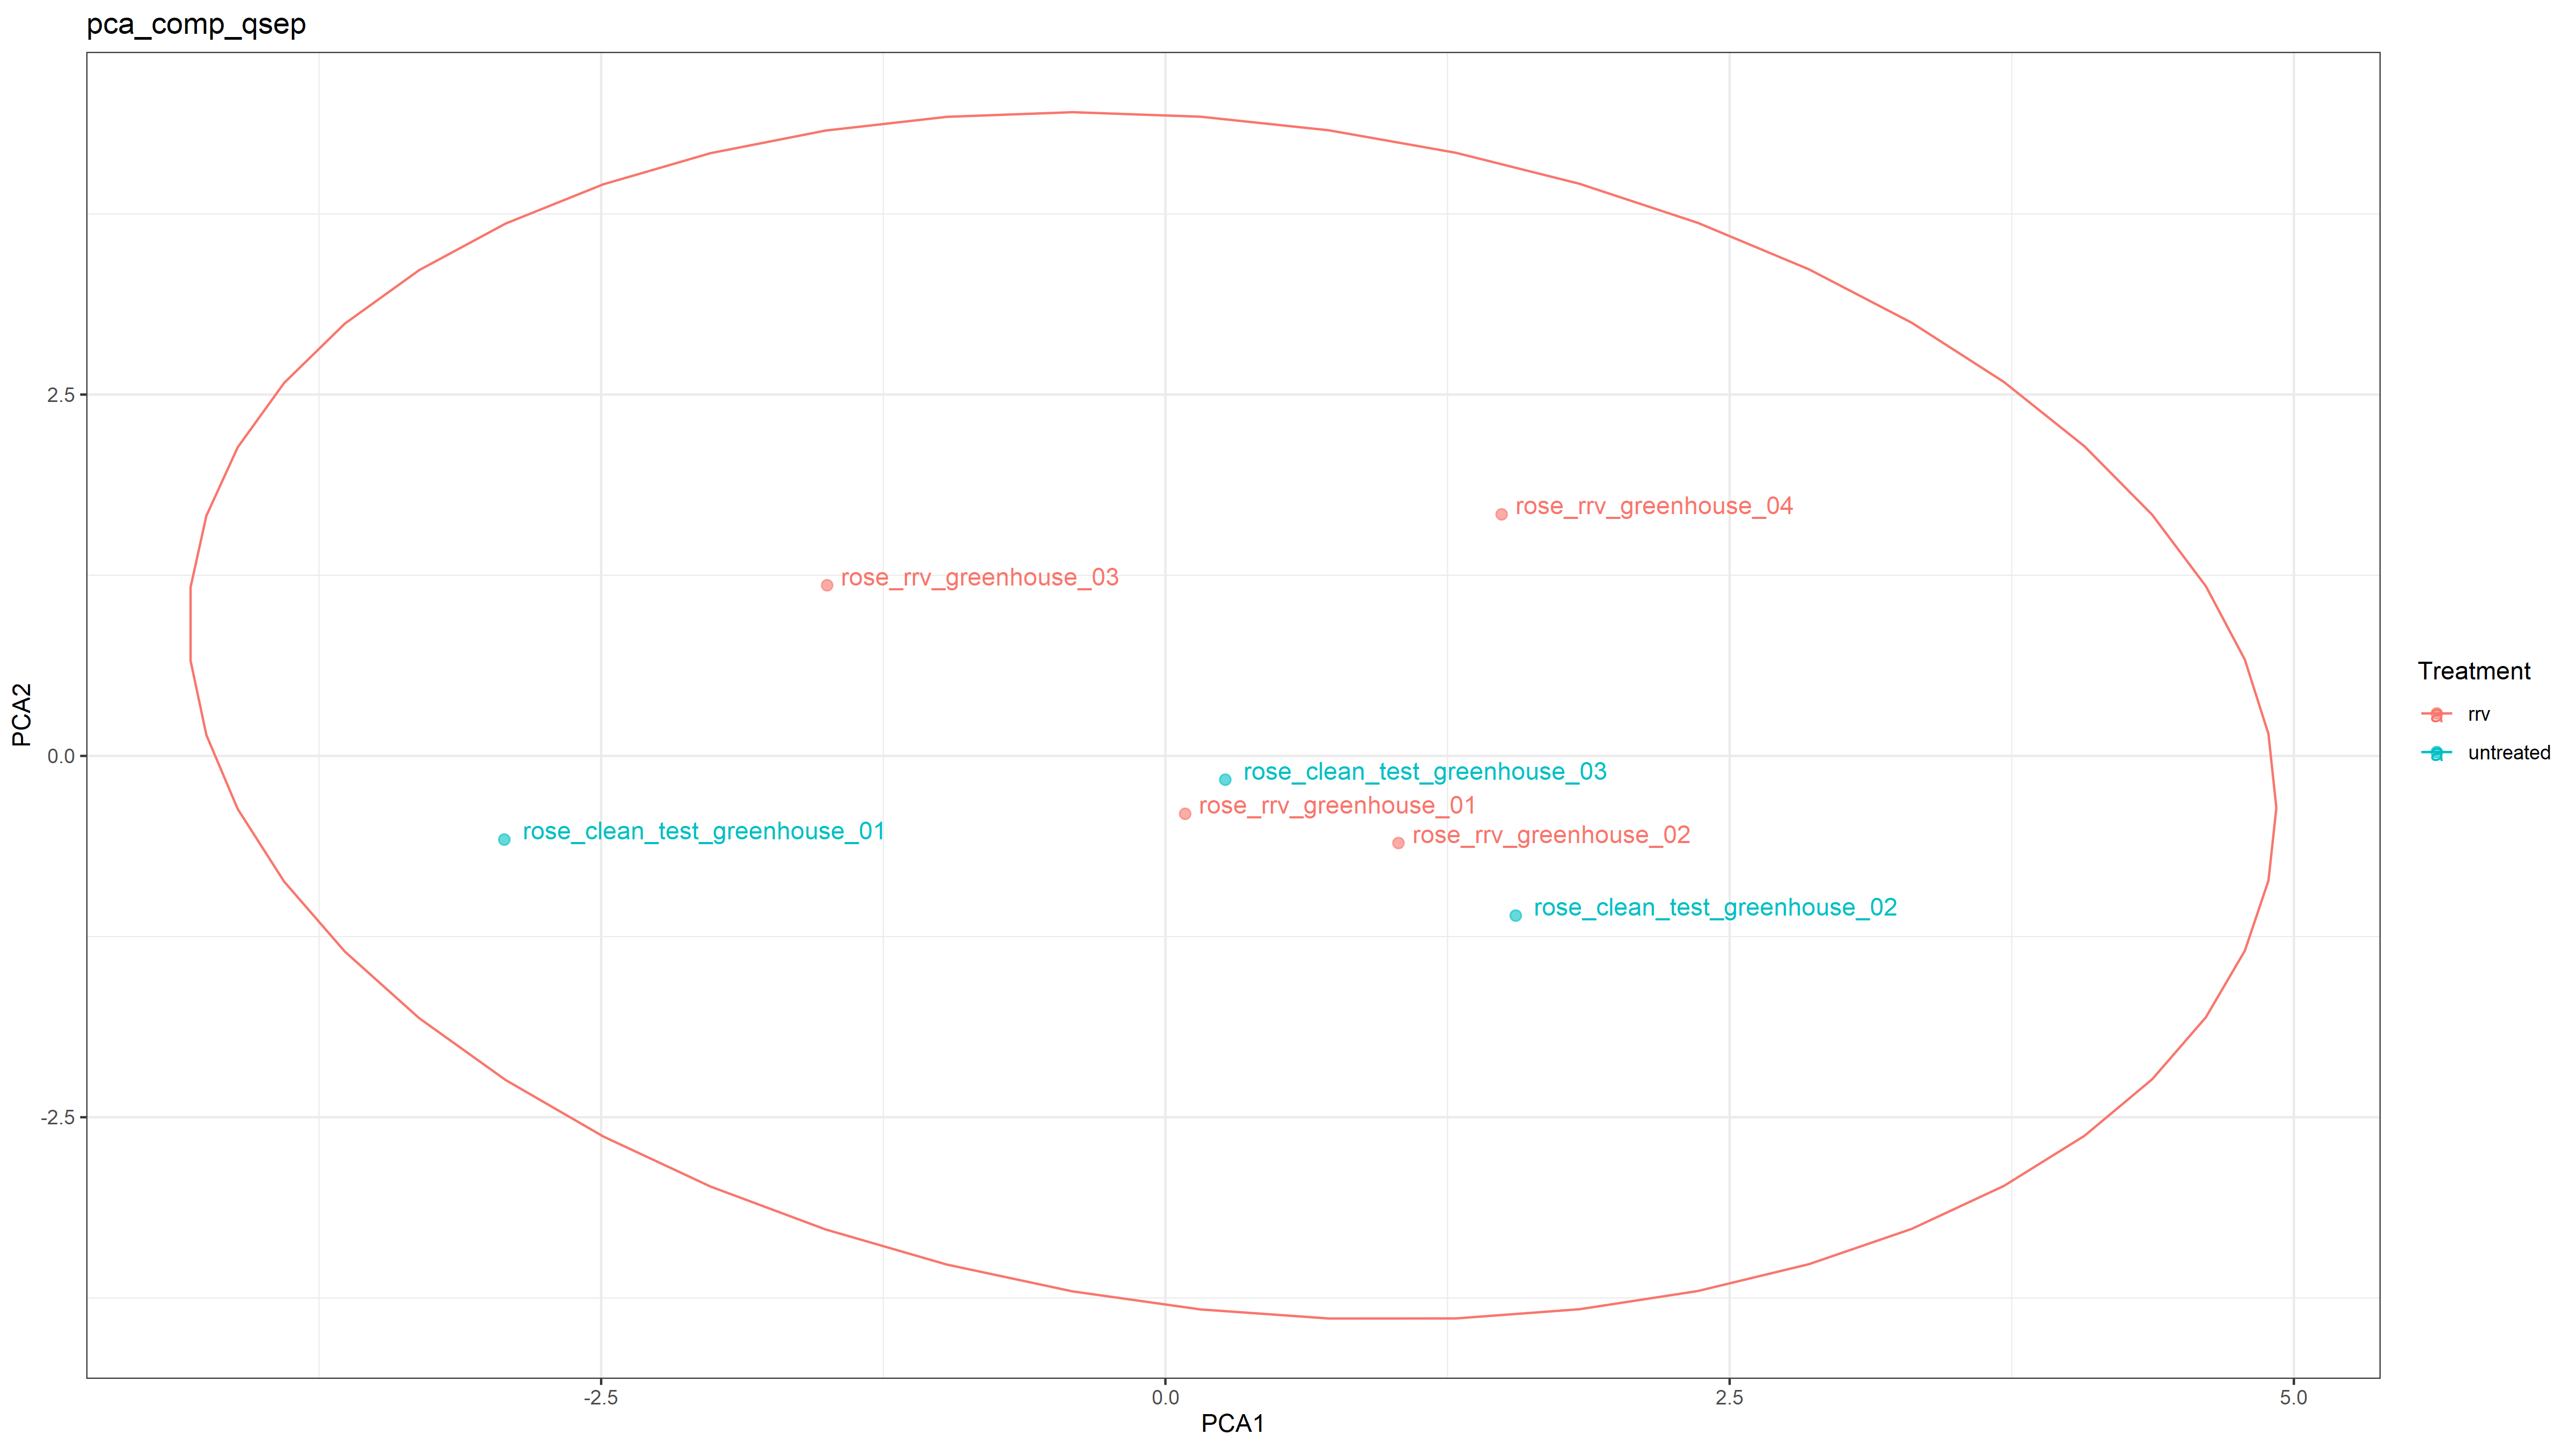 pca_comp_qsep
2.5
0.0
-2.5
PCA2
rose_rrv_greenhouse_04
rose_rrv_greenhouse_03
rose_clean_test_greenhouse_03
rose_rrv_greenhouse_01
rose_clean_test_greenhouse_01
rose_rrv_greenhouse_02
rose_clean_test_greenhouse_02
-2.5
0.0
2.5
5.0
PCA1
Treatment
a rrv
a untreated